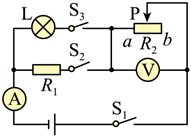 L S₃ P
a R₂ b
S₂
R₁ V
A
S₁